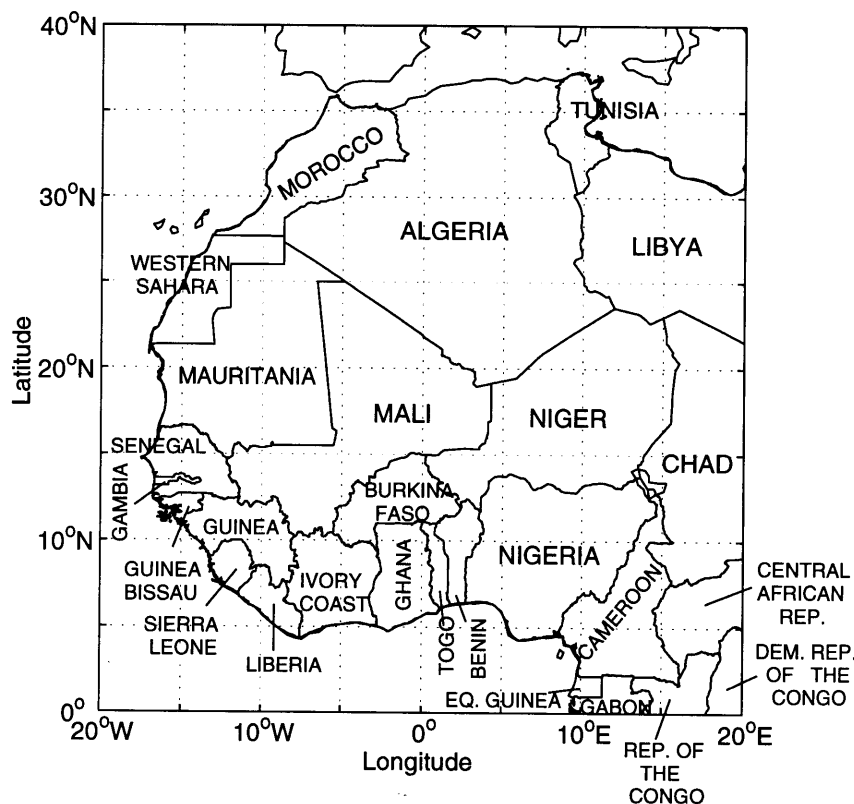 40°N
TUNISIA
MOROCCO
30°N
ALGERIA
LIBYA
WESTERN
SAHARA
Latitude
20°N
MAURITANIA
MALI
NIGER
SENEGAL
CHAD
GAMBIA
BURKINA
FASO
GUINEA
10°N
NIGERIA
GHANA
IVORY
COAST
GUINEA
BISSAU
CAMEROON
CENTRAL
AFRICAN
REP.
SIERRA
LEONE
LIBERIA
TOGO
BENIN
DEM. REP.
OF THE
CONGO
EQ. GUINEA
GABON
0°
20°W
10°W
0°
10°E
20°E
Longitude
REP. OF
THE
CONGO